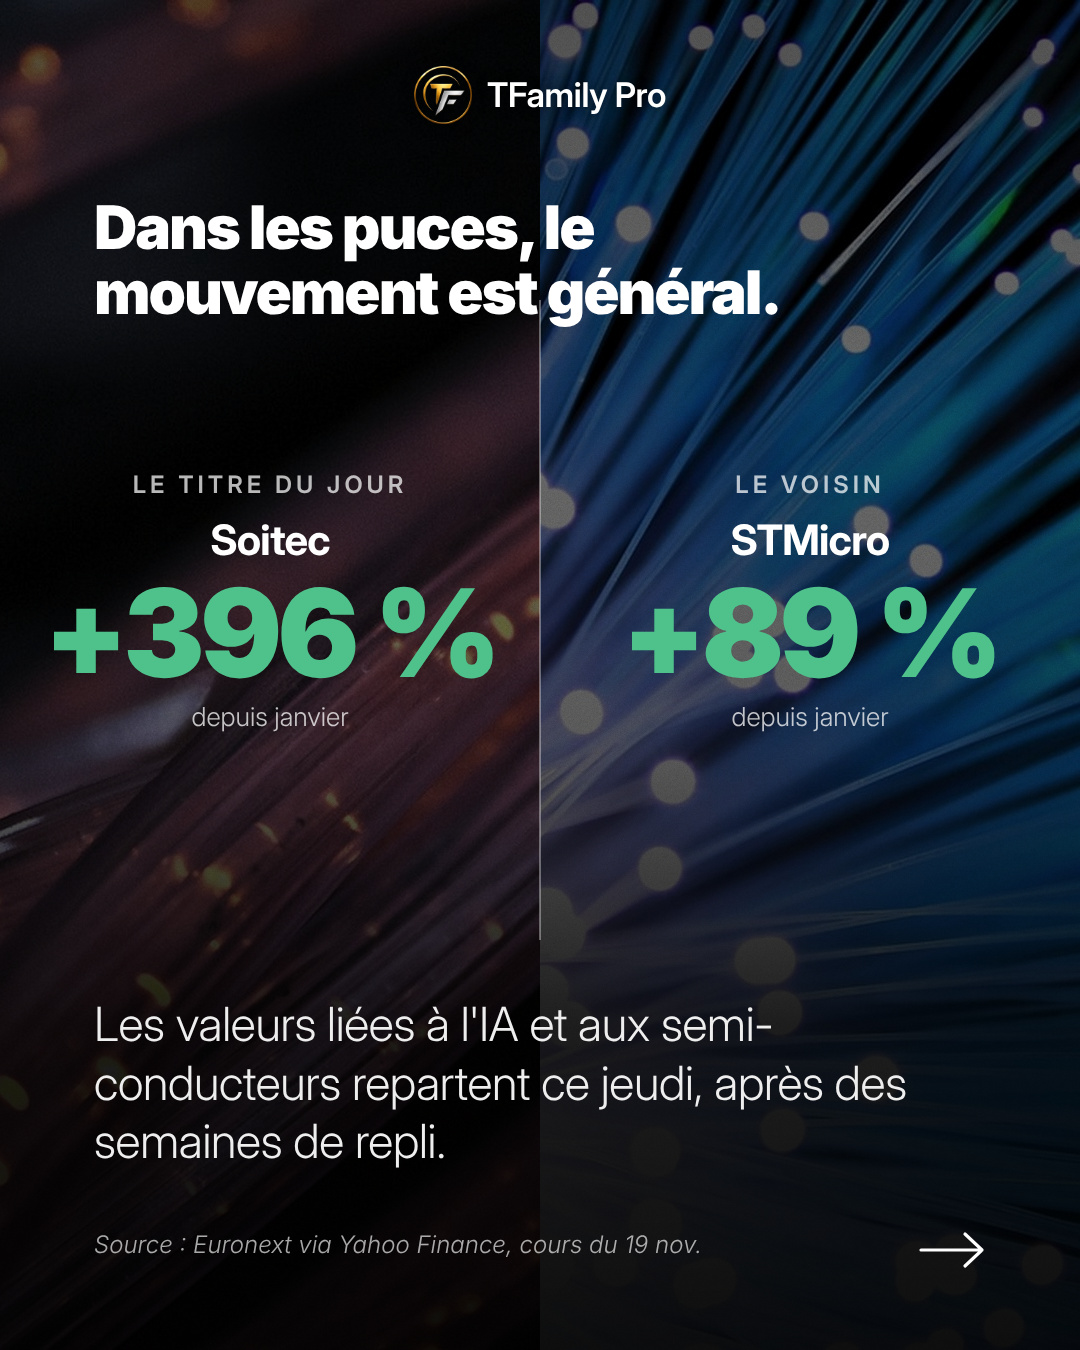 TFamily Pro
Dans les puces, le
mouvement est général.
LE TITRE DU JOUR
Soitec
+396 %
depuis janvier
LE VOISIN
STMicro
+89 %
depuis janvier
Les valeurs liées à l'IA et aux semi-
conducteurs repartent ce jeudi, après des
semaines de repli.
Source : Euronext via Yahoo Finance, cours du 19 nov.